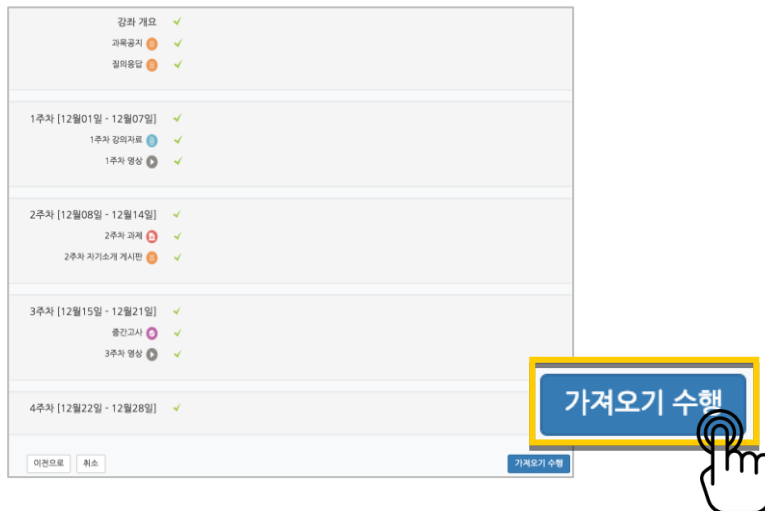 강좌 개요
과목공지
질의응답
1주차 [12월01일 - 12월07일]
1주차 강의자료
1주차 영상
2주차 [12월08일 - 12월14일]
2주차 과제
2주차 자기소개 게시판
3주차 [12월15일 - 12월21일]
중간고사
3주차 영상
4주차 [12월22일 - 12월28일]
가져오기 수행
이전으로 취소 가져오기 수행